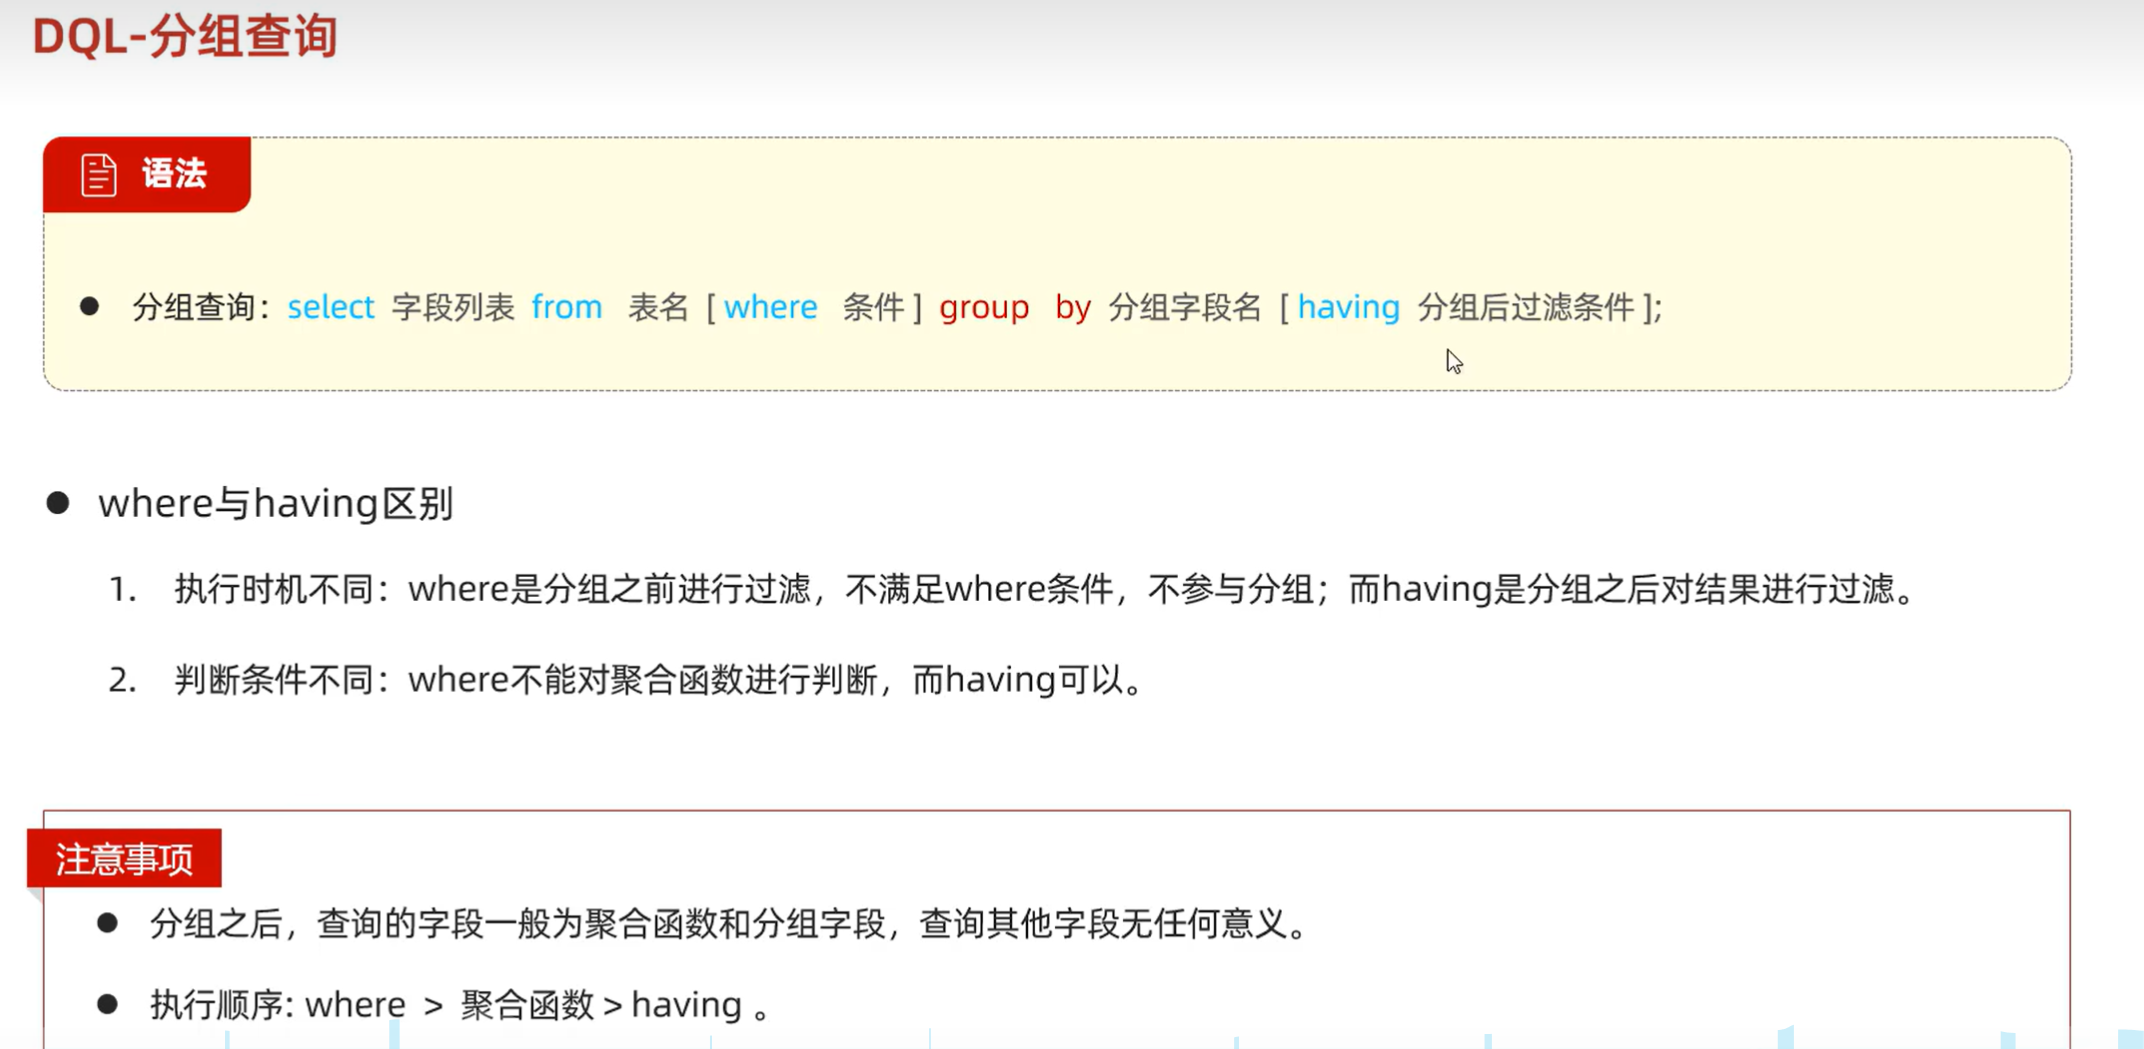 DQL-分组查询
语法
● 分组查询：select 字段列表 from 表名 [ where 条件 ] group by 分组字段名 [ having 分组后过滤条件 ];
● where与having区别
1. 执行时机不同：where是分组之前进行过滤，不满足where条件，不参与分组；而having是分组之后对结果进行过滤。
2. 判断条件不同：where不能对聚合函数进行判断，而having可以。
注意事项
● 分组之后，查询的字段一般为聚合函数和分组字段，查询其他字段无任何意义。
● 执行顺序: where > 聚合函数 > having 。